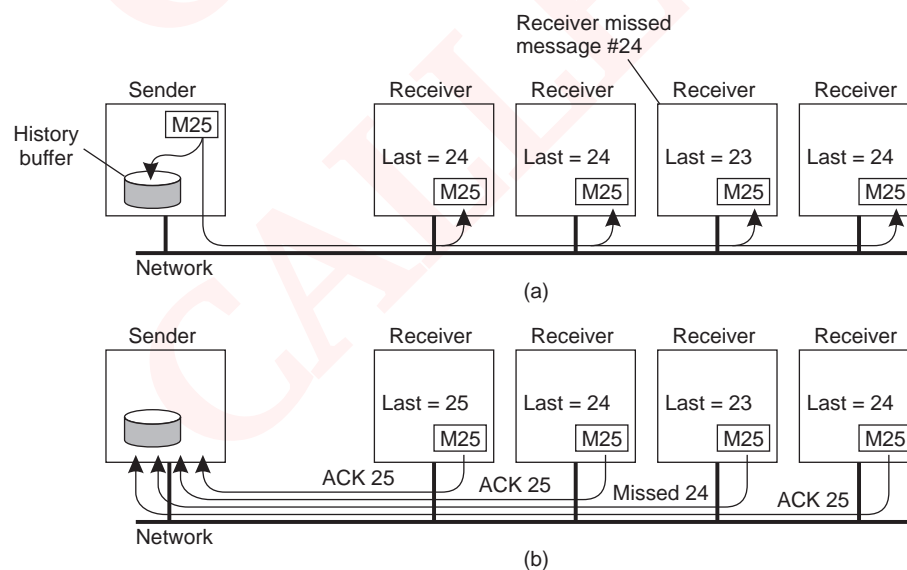 Receiver missed
message #24
Sender
Receiver
Receiver
Receiver
Receiver
History
buffer
M25
Last = 24
M25
Last = 24
M25
Last = 23
M25
Last = 24
M25
Network
(a)
Sender
Receiver
Receiver
Receiver
Receiver
Last = 25
M25
Last = 24
M25
Last = 23
M25
Last = 24
M25
ACK 25
ACK 25
Missed 24
ACK 25
Network
(b)